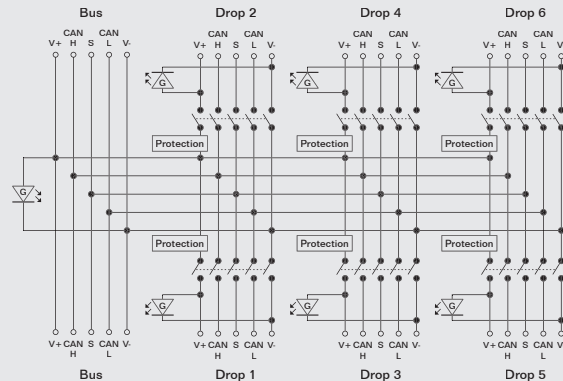 Bus Drop 2 Drop 4 Drop 6
V+ CAN H S CAN L V- V+ CAN H S CAN L V- V+ CAN H S CAN L V- V+ CAN H S CAN L V-
G G G
Protection Protection Protection
G
Protection Protection Protection
G G G
V+ CAN H S CAN L V- V+ CAN H S CAN L V- V+ CAN H S CAN L V- V+ CAN H S CAN L V-
Bus Drop 1 Drop 3 Drop 5